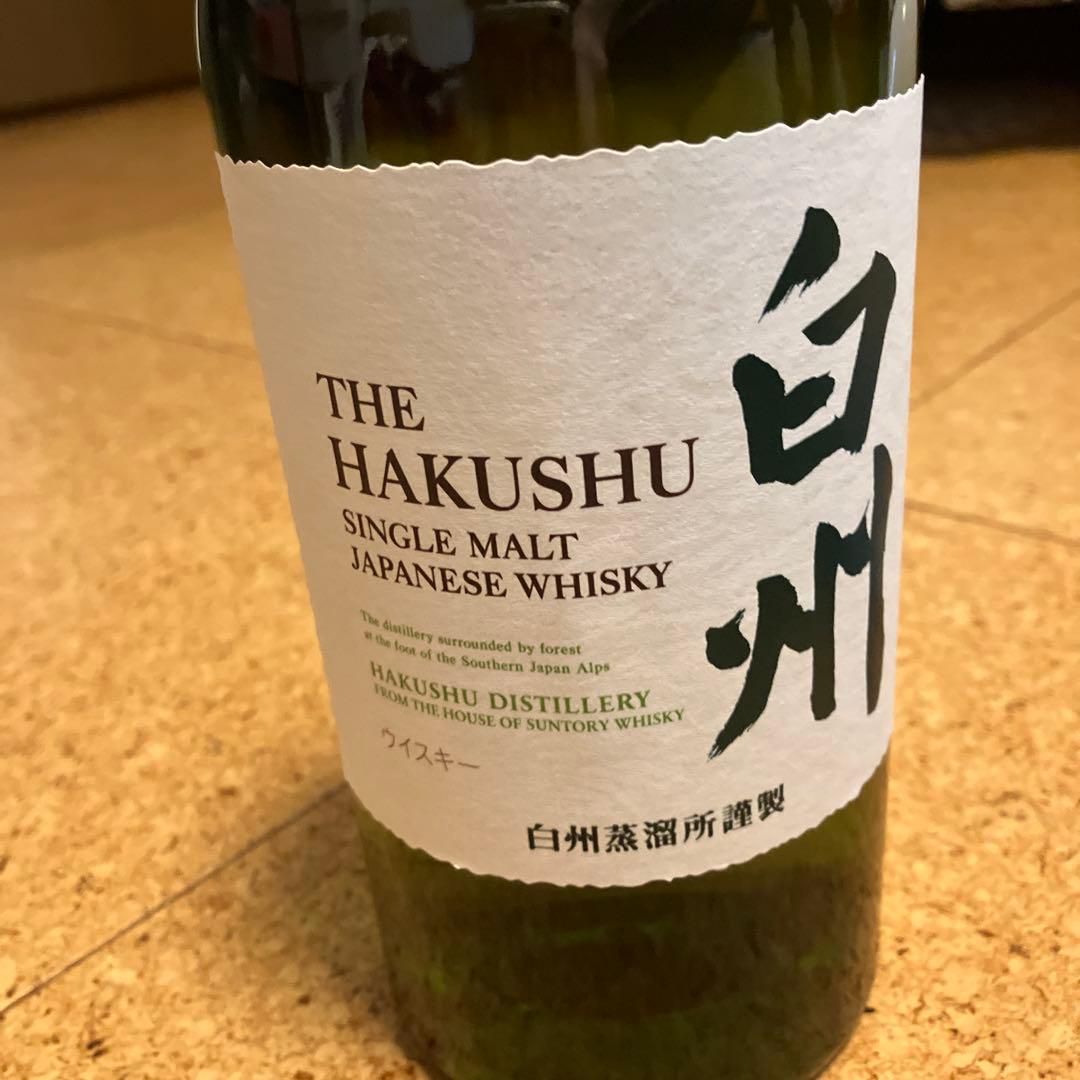 THE
HAKUSHU
SINGLE MALT
JAPANESE WHISKY
The distillery surrounded by forest
at the foot of the Southern Japan Alps
HAKUSHU DISTILLERY
FROM THE HOUSE OF SUNTORY WHISKY
ウイスキー
白州
白州蒸溜所謹製